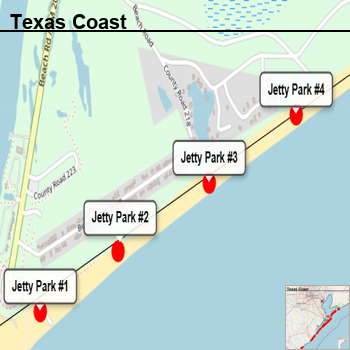 Texas Coast
Beach Road
Beach Rd
County Road 218
Jetty Park #4
Jetty Park #3
County Road 223
Jetty Park #2
Jetty Park #1
Texas Coast